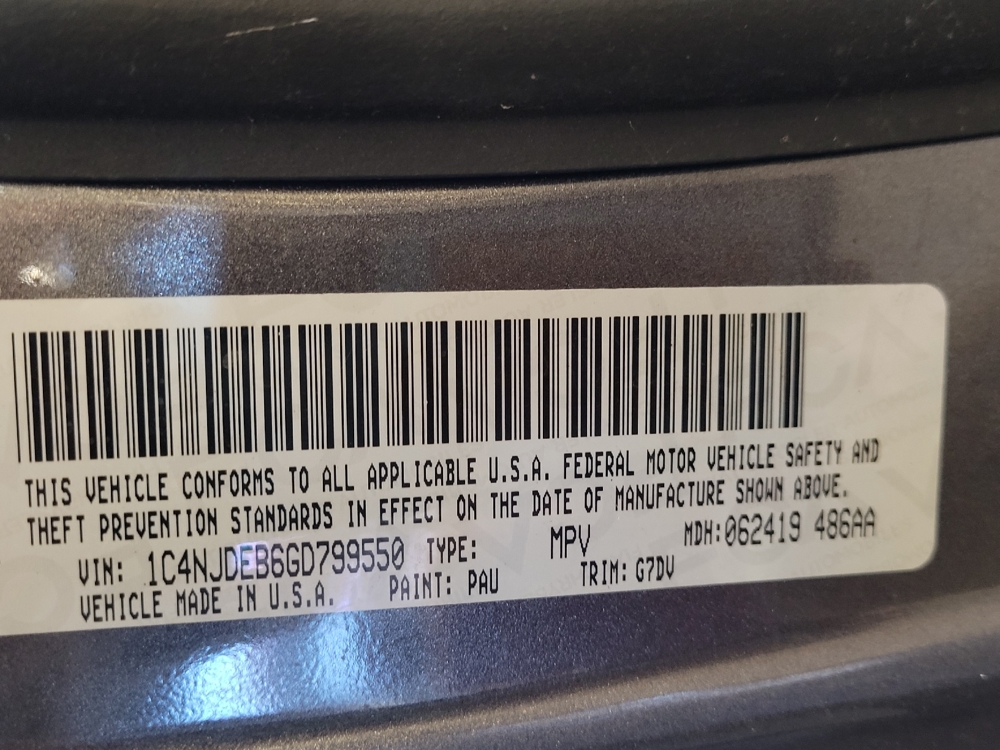 THIS VEHICLE CONFORMS TO ALL APPLICABLE U.S.A. FEDERAL MOTOR VEHICLE SAFETY AND
THEFT PREVENTION STANDARDS IN EFFECT ON THE DATE OF MANUFACTURE SHOWN ABOVE.
VIN: 1C4NJDEB6GD799550 TYPE: MPV MDH:062419 486AA
VEHICLE MADE IN U.S.A. PAINT: PAU TRIM: G7DV